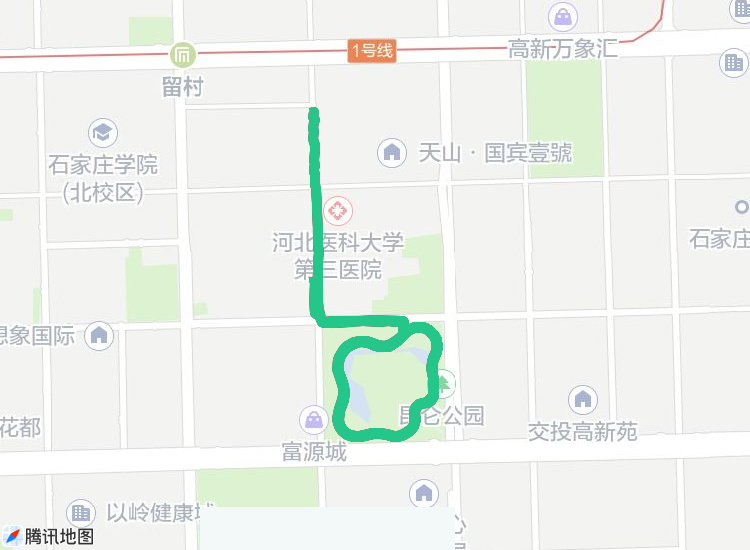 1号线
高新万象汇
留村
石家庄学院
(北校区)
天山·国宾壹號
河北医科大学
第三医院
石家庄
想象国际
花都
昆仑公园
富源城
交投高新苑
以岭健康城
心
腾讯地图